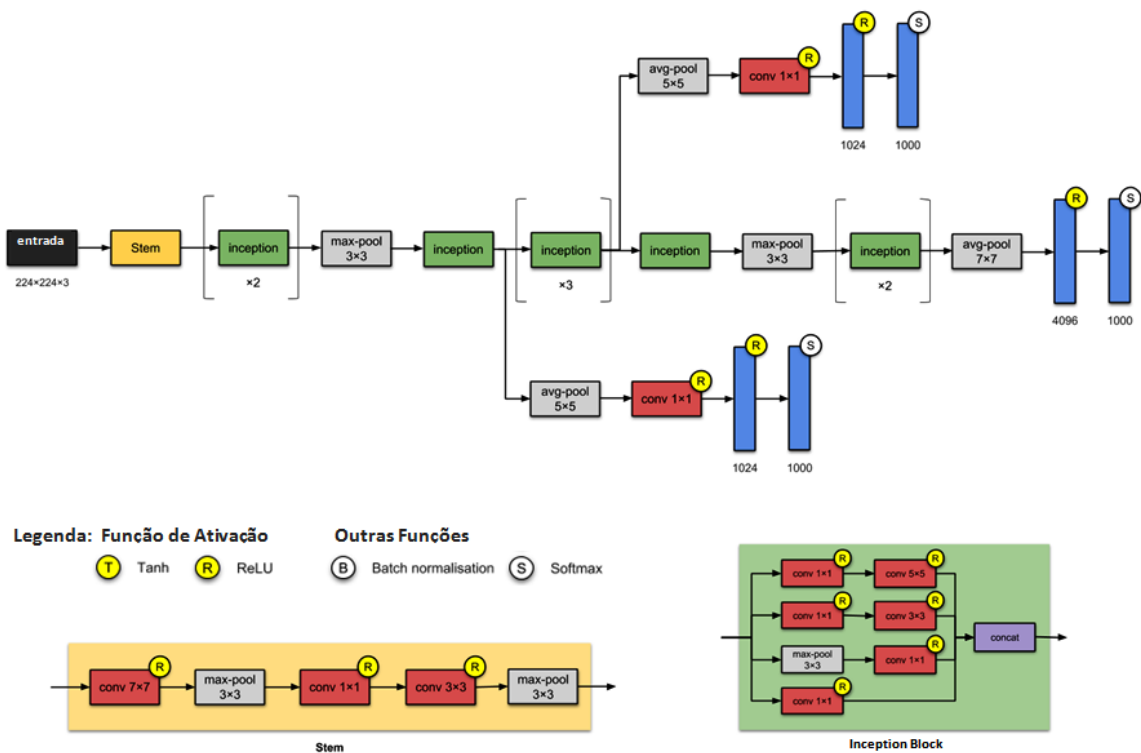 R
S
avg-pool
5×5
R
conv 1×1
1024
1000
R
S
entrada
Stem
inception
max-pool
3×3
inception
inception
inception
max-pool
3×3
inception
avg-pool
7×7
224×224×3
×2
×3
×2
4096
1000
R
S
avg-pool
5×5
R
conv 1×1
1024
1000
Legenda: Função de Ativação
Outras Funções
T Tanh
R ReLU
B Batch normalisation
S Softmax
R
conv 7×7
max-pool
3×3
R
conv 1×1
R
conv 3×3
max-pool
3×3
Stem
R
conv 1×1
R
conv 5×5
R
conv 1×1
R
conv 3×3
max-pool
3×3
R
conv 1×1
R
conv 1×1
concat
Inception Block